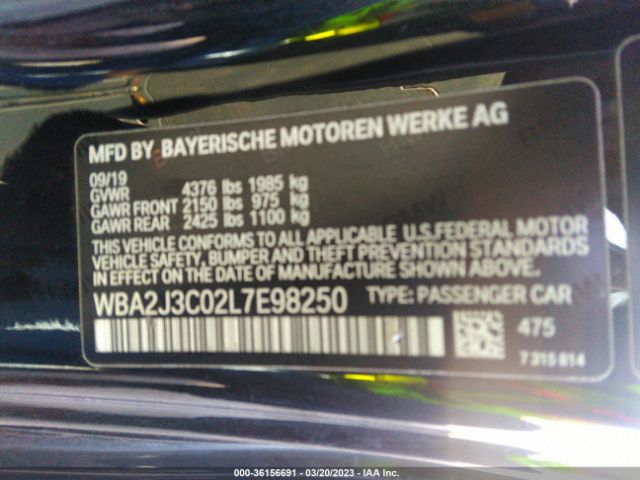 MFD BY BAYERISCHE MOTOREN WERKE AG
09/19
GVWR 4376 lbs 1985 kg
GAWR FRONT 2150 lbs 975 kg
GAWR REAR 2425 lbs 1100 kg
THIS VEHICLE CONFORMS TO ALL APPLICABLE U.S.FEDERAL MOTOR
VEHICLE SAFETY, BUMPER, AND THEFT PREVENTION STANDARDS
IN EFFECT ON THE DATE OF MANUFACTURE SHOWN ABOVE.
WBA2J3C02L7E98250 TYPE: PASSENGER CAR
475
7 315 814
000-36156691 - 03/20/2023 - IAA Inc.